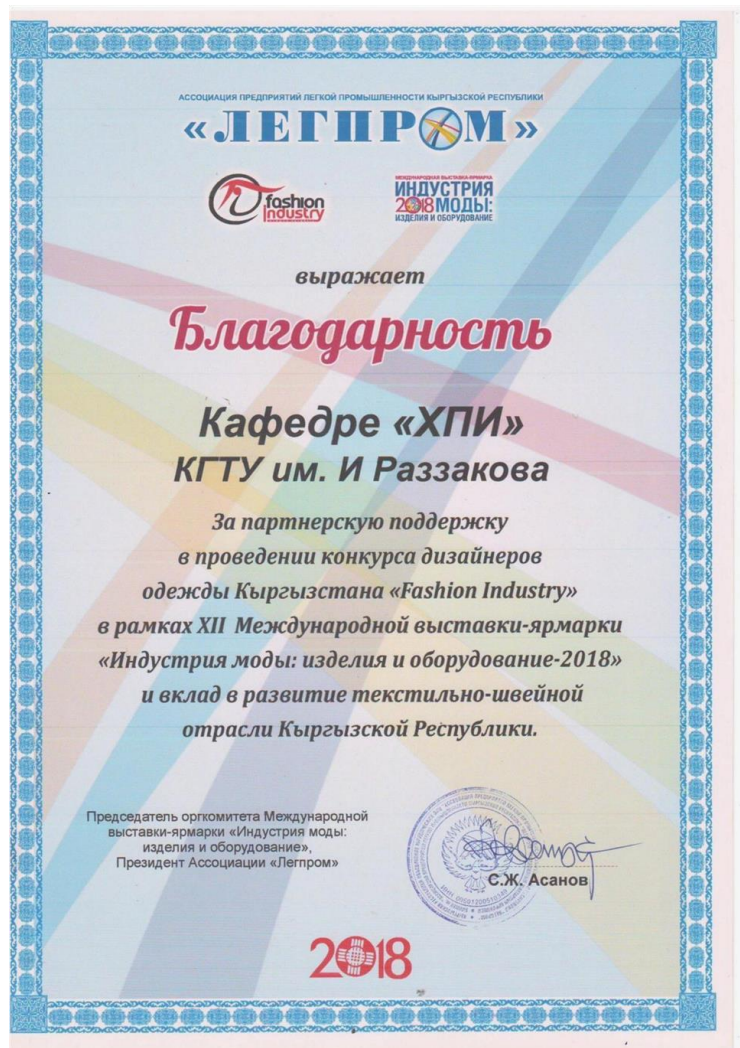 АССОЦИАЦИЯ ПРЕДПРИЯТИЙ ЛЕГКОЙ ПРОМЫШЛЕННОСТИ КЫРГЫЗСКОЙ РЕСПУБЛИКИ
«ЛЕГПРОМ»
fashion
Industry
МЕЖДУНАРОДНАЯ ВЫСТАВКА-ЯРМАРКА
ИНДУСТРИЯ
2018 МОДЫ:
ИЗДЕЛИЯ И ОБОРУДОВАНИЕ
выражает
Благодарность
Кафедре «ХПИ»
КГТУ им. И Раззакова
За партнерскую поддержку
в проведении конкурса дизайнеров
одежды Кыргызстана «Fashion Industry»
в рамках XII Международной выставки-ярмарки
«Индустрия моды: изделия и оборудование-2018»
и вклад в развитие текстильно-швейной
отрасли Кыргызской Республики.
Председатель оргкомитета Международной
выставки-ярмарки «Индустрия моды:
изделия и оборудование»,
Президент Ассоциации «Легпром»
С.Ж. Асанов
2018